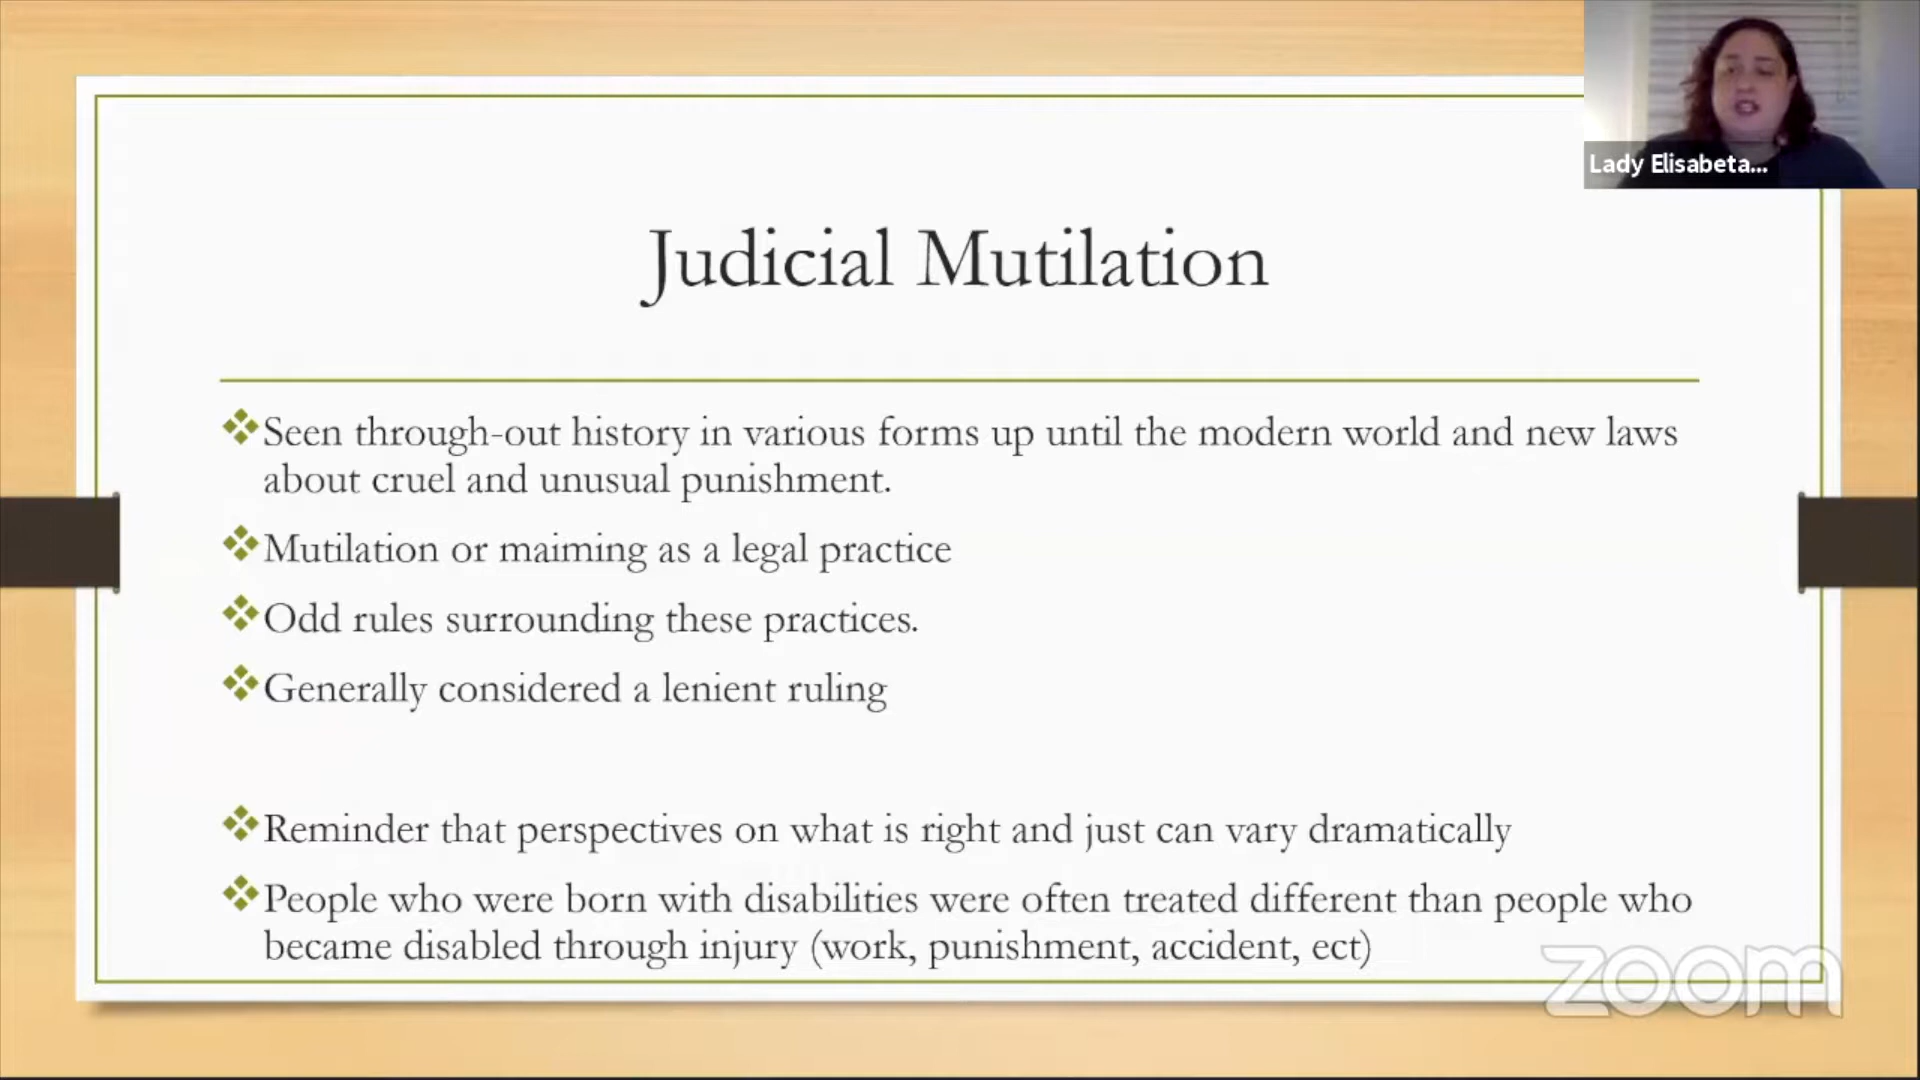 Lady Elisabeta...
Judicial Mutilation
Seen through-out history in various forms up until the modern world and new laws
about cruel and unusual punishment.
Mutilation or maiming as a legal practice
Odd rules surrounding these practices.
Generally considered a lenient ruling
Reminder that perspectives on what is right and just can vary dramatically
People who were born with disabilities were often treated different than people who
became disabled through injury (work, punishment, accident, ect)
zoom